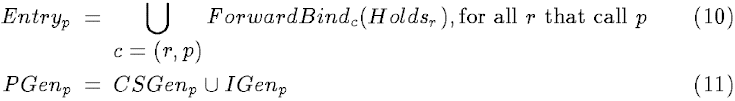 Entry_p = ⋃ ForwardBind_c(Holds_r), for all r that call p (10)
c = (r, p)
PGen_p = CSGen_p ∪ IGen_p (11)